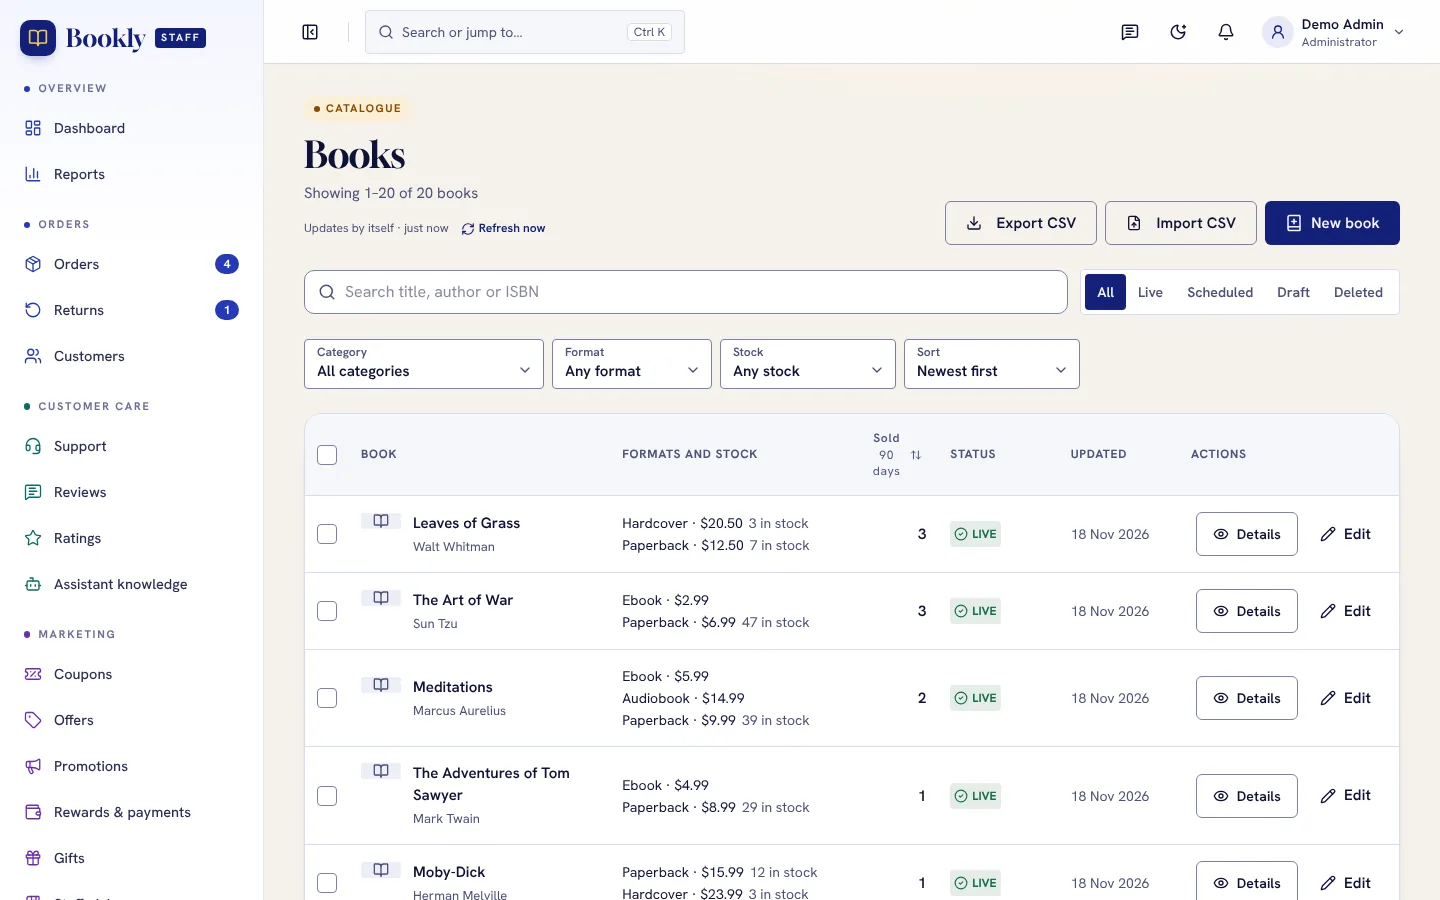 Bookly STAFF
OVERVIEW
Dashboard
Reports
ORDERS
Orders 4
Returns 1
Customers
CUSTOMER CARE
Support
Reviews
Ratings
Assistant knowledge
MARKETING
Coupons
Offers
Promotions
Rewards & payments
Gifts
Search or jump to... Ctrl K
Demo Admin
Administrator
CATALOGUE
Books
Showing 1–20 of 20 books
Updates by itself · just now Refresh now
Export CSV Import CSV New book
Search title, author or ISBN
All Live Scheduled Draft Deleted
Category
All categories
Format
Any format
Stock
Any stock
Sort
Newest first
BOOK FORMATS AND STOCK Sold 90 days STATUS UPDATED ACTIONS
Leaves of Grass
Walt Whitman
Hardcover · $20.50 3 in stock
Paperback · $12.50 7 in stock
3 LIVE 18 Nov 2026 Details Edit
The Art of War
Sun Tzu
Ebook · $2.99
Paperback · $6.99 47 in stock
3 LIVE 18 Nov 2026 Details Edit
Meditations
Marcus Aurelius
Ebook · $5.99
Audiobook · $14.99
Paperback · $9.99 39 in stock
2 LIVE 18 Nov 2026 Details Edit
The Adventures of Tom
Sawyer
Mark Twain
Ebook · $4.99
Paperback · $8.99 29 in stock
1 LIVE 18 Nov 2026 Details Edit
Moby-Dick
Herman Melville
Paperback · $15.99 12 in stock
Hardcover · $23.99 3 in stock
1 LIVE 18 Nov 2026 Details Edit